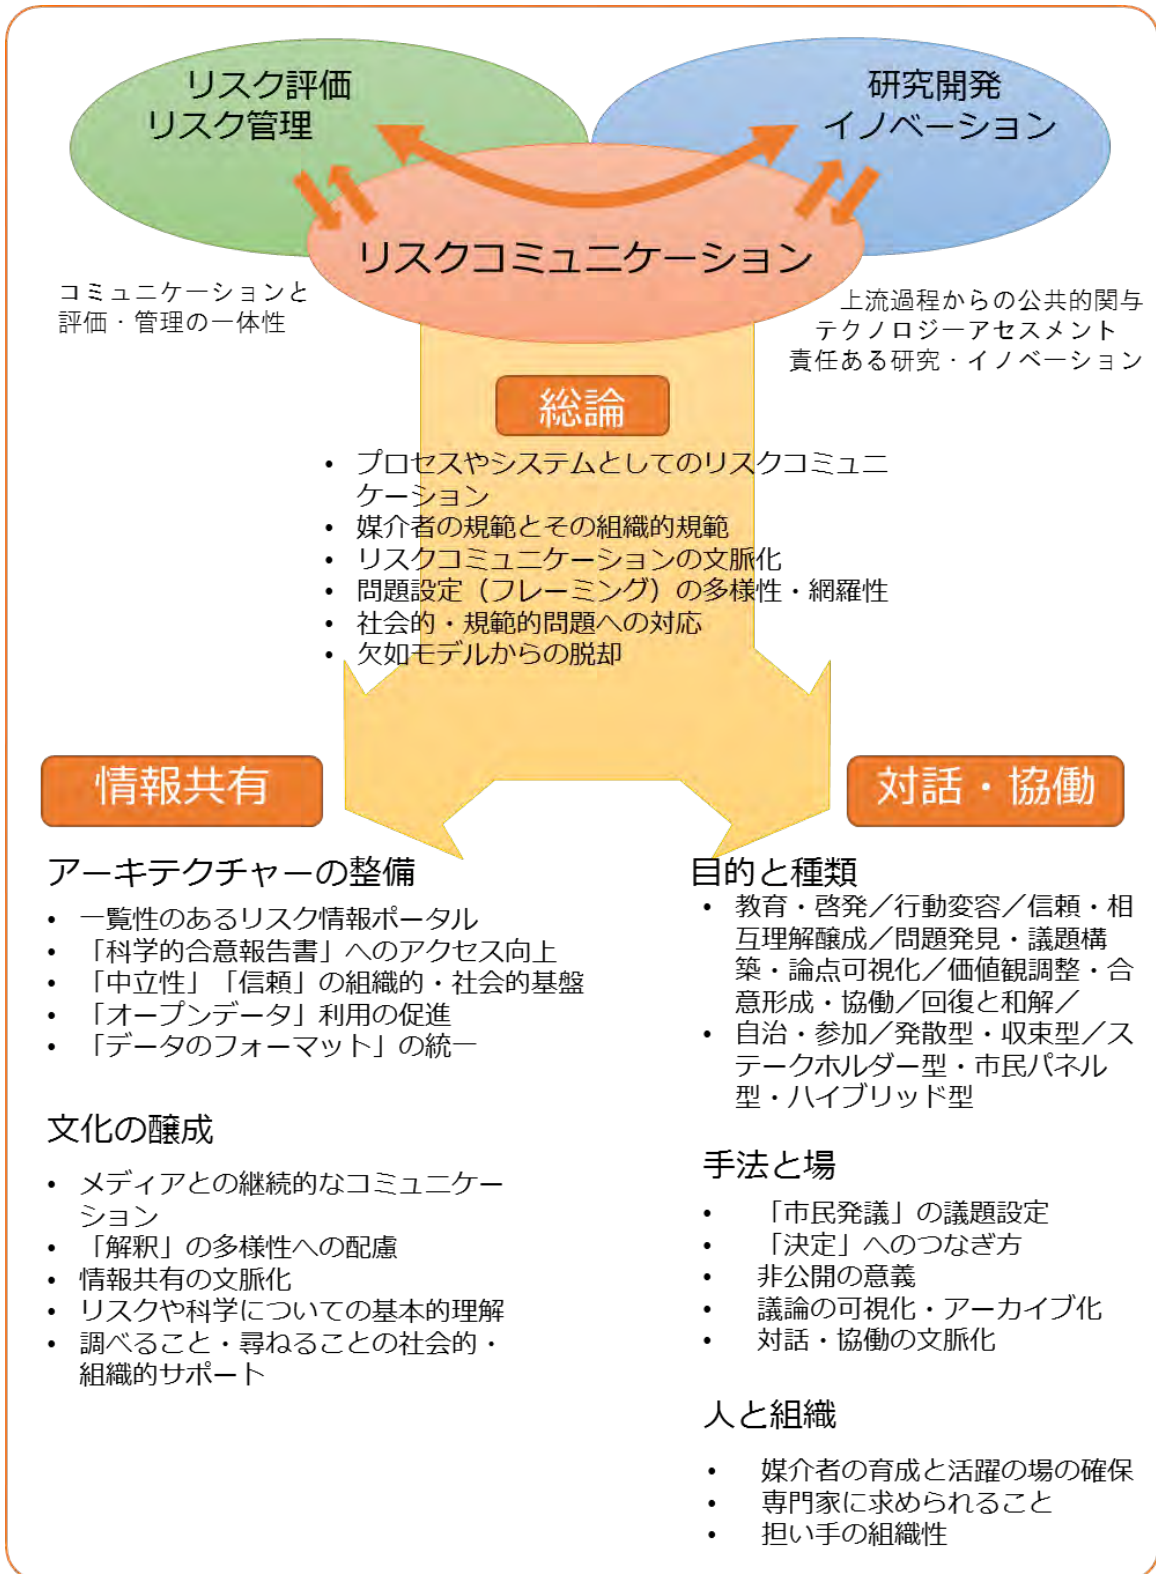 リスク評価
リスク管理
研究開発
イノベーション
リスクコミュニケーション
コミュニケーションと
評価・管理の一体性
上流過程からの公共的関与
テクノロジーアセスメント
責任ある研究・イノベーション
総論
• プロセスやシステムとしてのリスクコミュニ
ケーション
• 媒介者の規範とその組織的規範
• リスクコミュニケーションの文脈化
• 問題設定（フレーミング）の多様性・網羅性
• 社会的・規範的問題への対応
• 欠如モデルからの脱却
情報共有
アーキテクチャーの整備
• 一覧性のあるリスク情報ポータル
• 「科学的合意報告書」へのアクセス向上
• 「中立性」「信頼」の組織的・社会的基盤
• 「オープンデータ」利用の促進
• 「データのフォーマット」の統一
文化の醸成
• メディアとの継続的なコミュニケー
ション
• 「解釈」の多様性への配慮
• 情報共有の文脈化
• リスクや科学についての基本的理解
• 調べること・尋ねることの社会的・
組織的サポート
対話・協働
目的と種類
• 教育・啓発／行動変容／信頼・相
互理解醸成／問題発見・議題構
築・論点可視化／価値観調整・合
意形成・協働／回復と和解／
• 自治・参加／発散型・収束型／ス
テークホルダー型・市民パネル
型・ハイブリッド型
手法と場
• 「市民発議」の議題設定
• 「決定」へのつなぎ方
• 非公開の意義
• 議論の可視化・アーカイブ化
• 対話・協働の文脈化
人と組織
• 媒介者の育成と活躍の場の確保
• 専門家に求められること
• 担い手の組織性